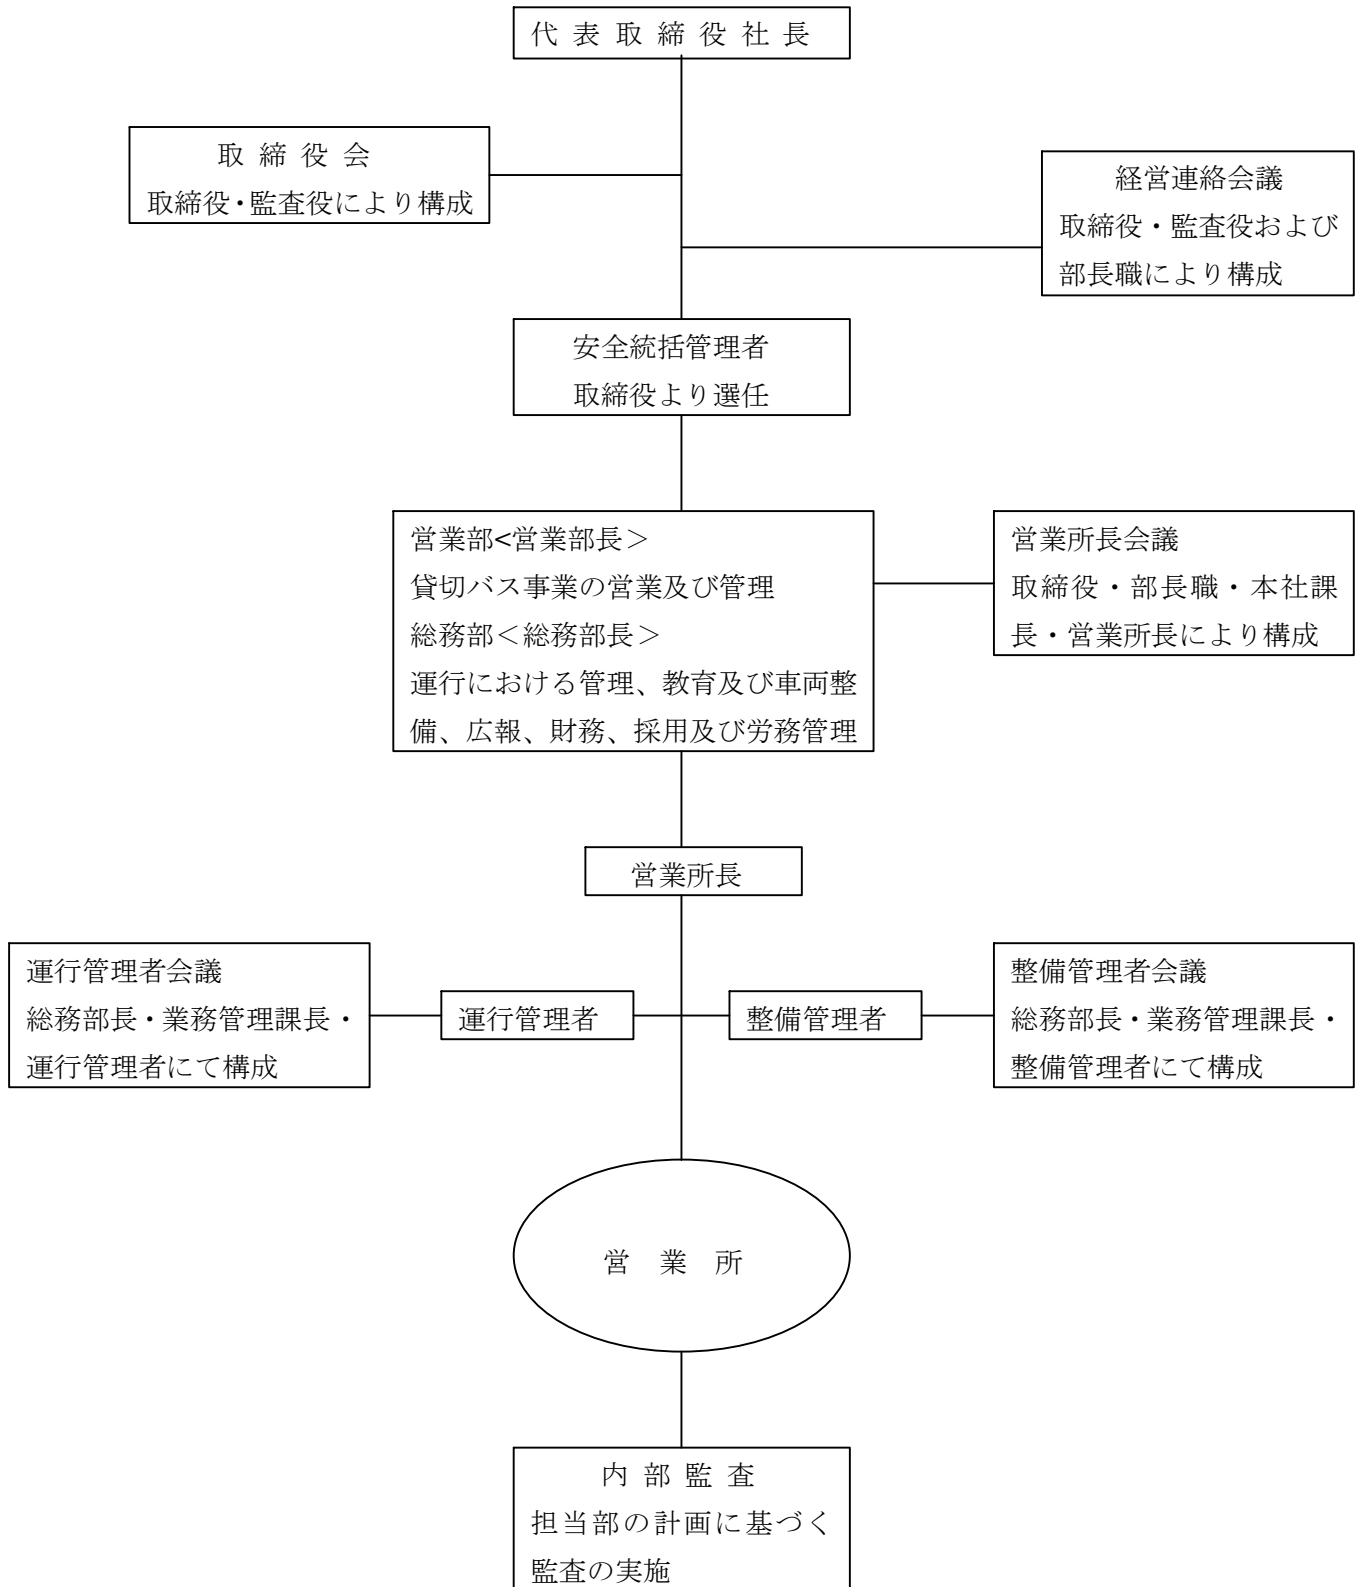 代表取締役社長
取締役会
取締役・監査役により構成
経営連絡会議
取締役・監査役および
部長職により構成
安全統括管理者
取締役より選任
営業部<営業部長＞
貸切バス事業の営業及び管理
総務部＜総務部長＞
運行における管理、教育及び車両整
備、広報、財務、採用及び労務管理
営業所長会議
取締役・部長職・本社課
長・営業所長により構成
営業所長
運行管理者会議
総務部長・業務管理課長・
運行管理者にて構成
運行管理者
整備管理者
整備管理者会議
総務部長・業務管理課長・
整備管理者にて構成
営業所
内部監査
担当部の計画に基づく
監査の実施